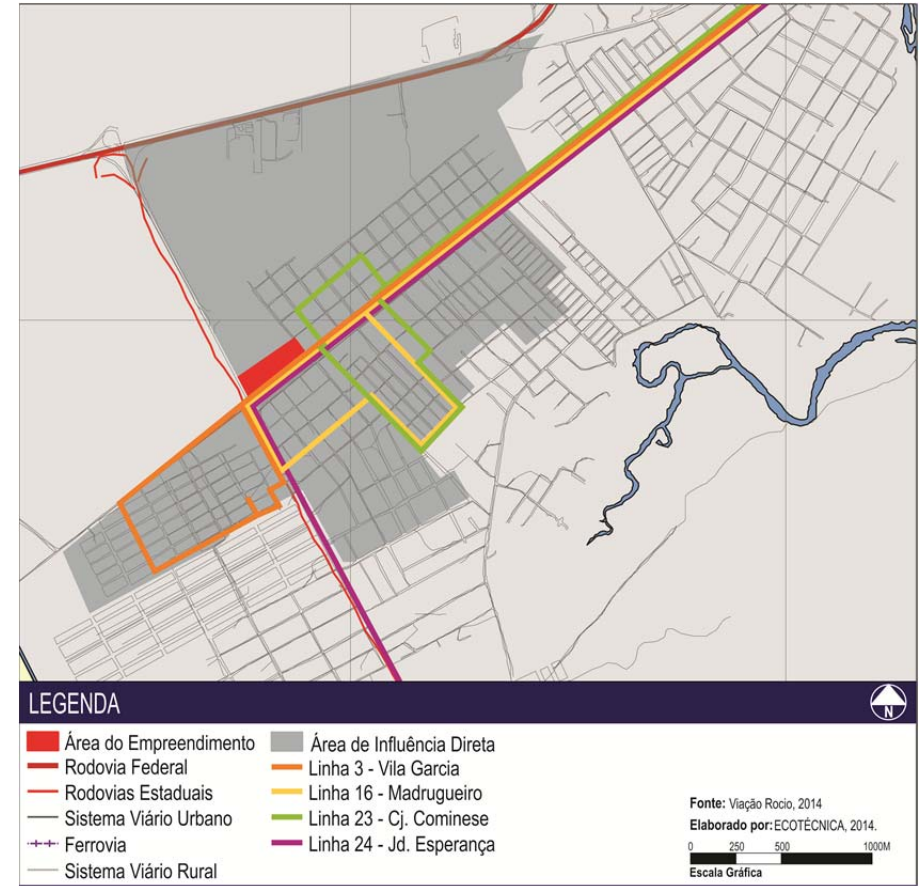 LEGENDA
N
Área do Empreendimento
Rodovia Federal
Rodovias Estaduais
Sistema Viário Urbano
Ferrovia
Sistema Viário Rural
Área de Influência Direta
Linha 3 - Vila Garcia
Linha 16 - Madrugueiro
Linha 23 - Cj. Cominese
Linha 24 - Jd. Esperança
Fonte: Viação Rocio, 2014
Elaborado por: ECOTÉCNICA, 2014.
0 250 500 1000M
Escala Gráfica